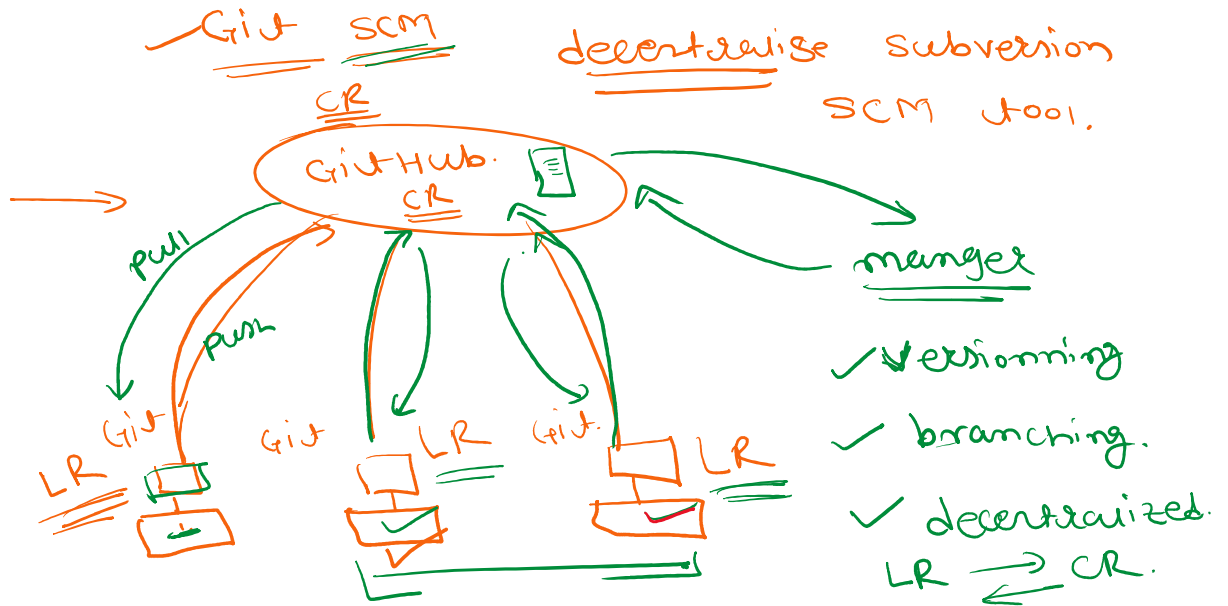 Git SCM
decentralise subversion
SCM tool.
CR
GitHub.
CR
pull
manger
push
versionning
Git
Git
LR
Git.
LR
LR
branching.
decentralized.
LR CR.